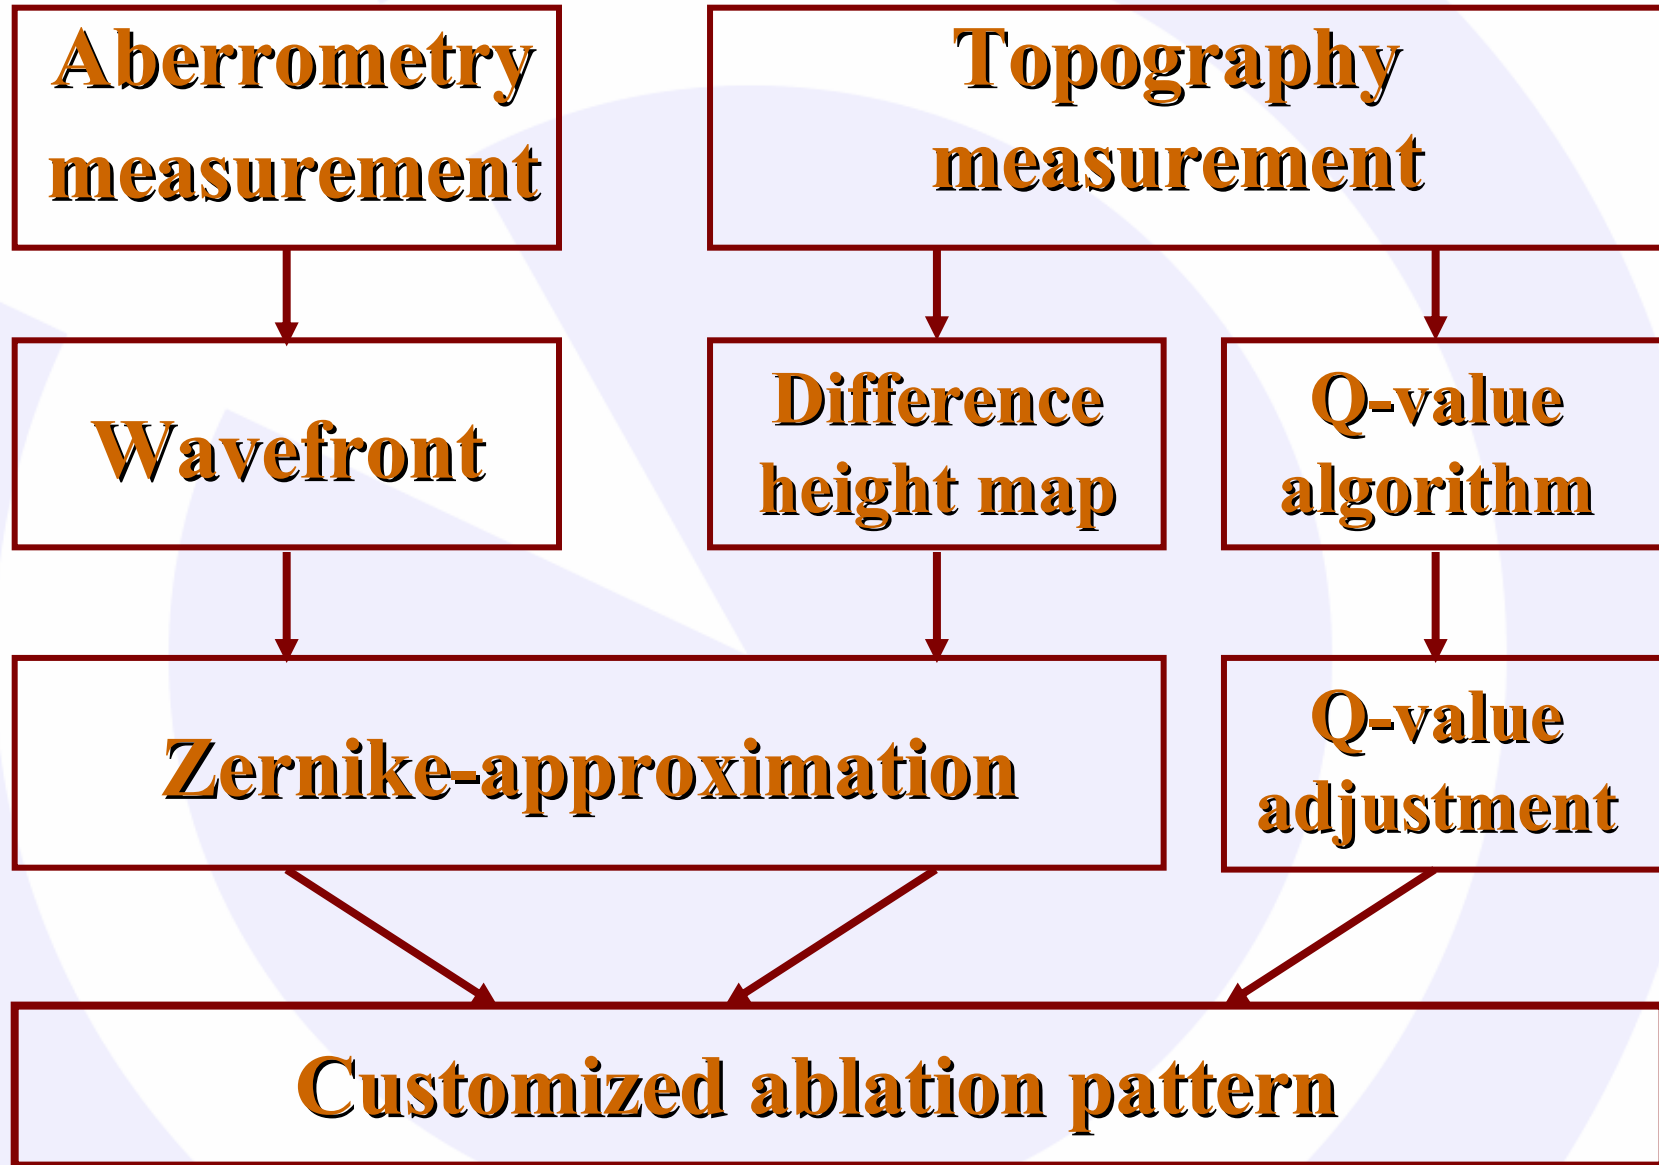 Aberrometry
measurement
Topography
measurement
Wavefront
Difference
height map
Q-value
algorithm
Zernike-approximation
Q-value
adjustment
Customized ablation pattern